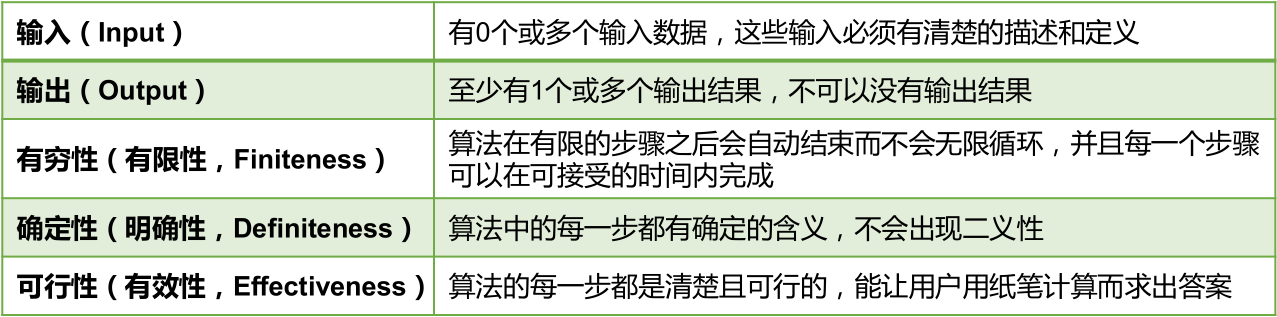 输入（Input）
有0个或多个输入数据，这些输入必须有清楚的描述和定义
输出（Output）
至少有1个或多个输出结果，不可以没有输出结果
有穷性（有限性，Finiteness）
算法在有限的步骤之后会自动结束而不会无限循环，并且每一个步骤
可以在可接受的时间内完成
确定性（明确性，Definiteness）
算法中的每一步都有确定的含义，不会出现二义性
可行性（有效性，Effectiveness）
算法的每一步都是清楚且可行的，能让用户用纸笔计算而求出答案